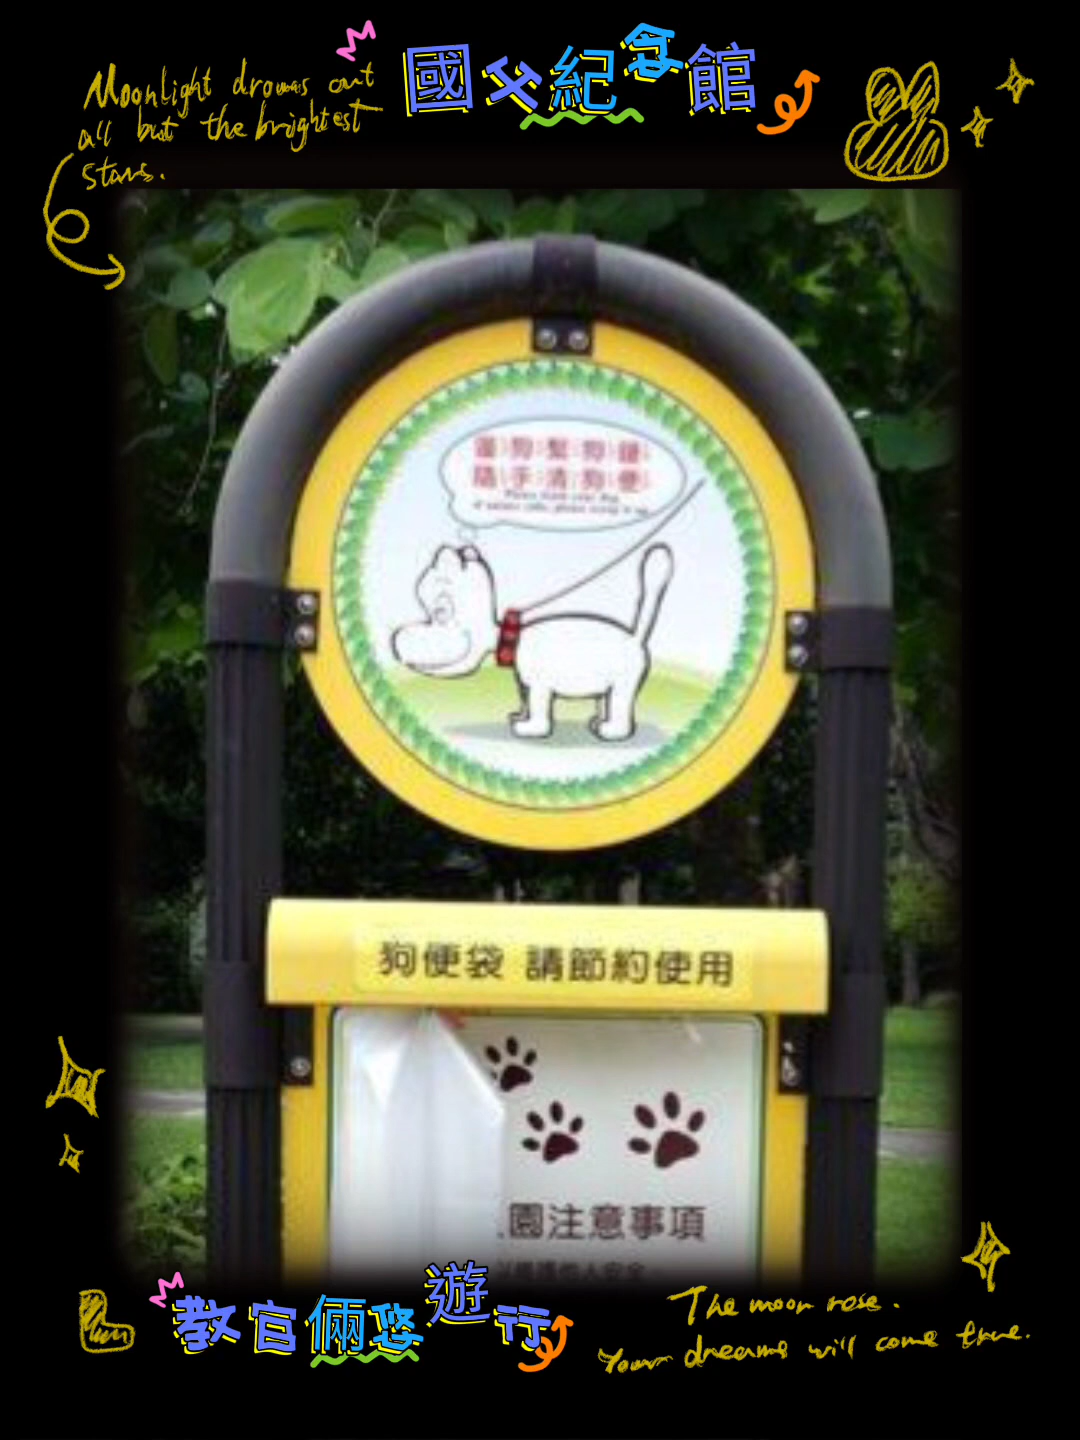 國父紀念館
Moonlight drowns out
all but the brightest
stars.
遛狗緊狗鏈
隨手清狗便
狗便袋 請節約使用
園注意事項
教官倆悠遊行
The moon rose.
Your dreams will come true.